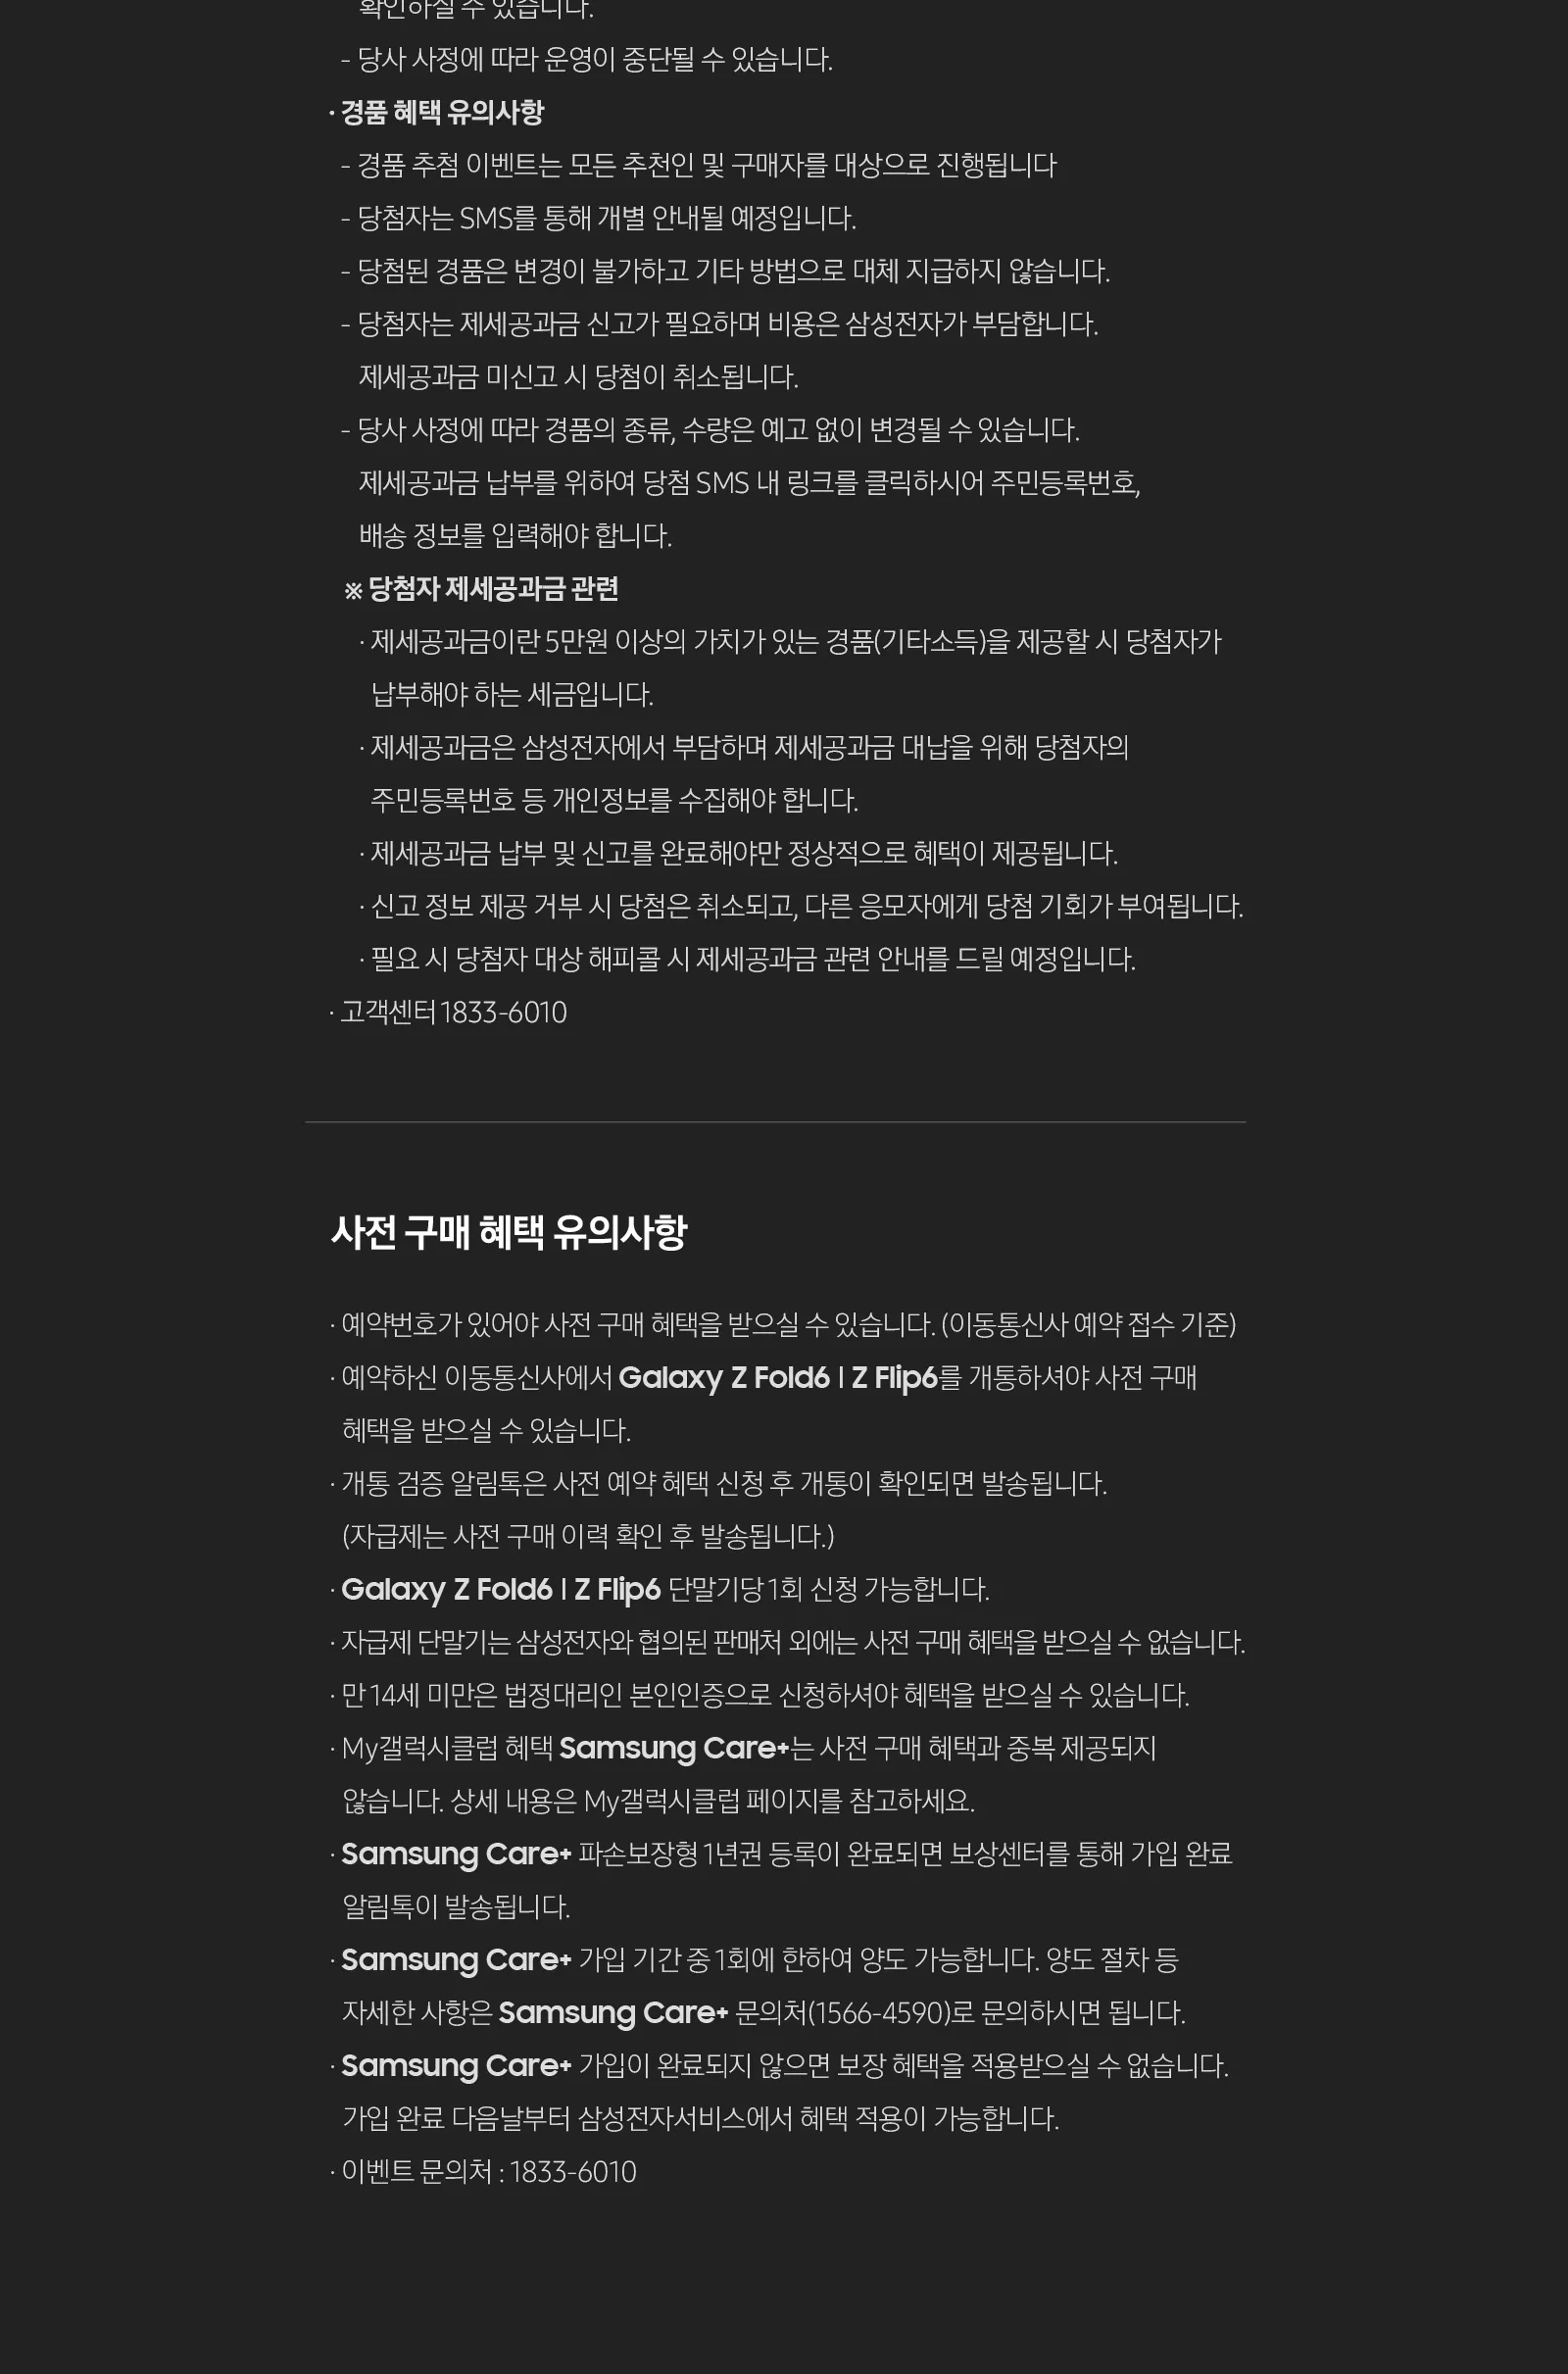 확인하실 수 있습니다.
- 당사 사정에 따라 운영이 중단될 수 있습니다.
· 경품 혜택 유의사항
- 경품 추첨 이벤트는 모든 추천인 및 구매자를 대상으로 진행됩니다
- 당첨자는 SMS를 통해 개별 안내될 예정입니다.
- 당첨된 경품은 변경이 불가하고 기타 방법으로 대체 지급하지 않습니다.
- 당첨자는 제세공과금 신고가 필요하며 비용은 삼성전자가 부담합니다.
제세공과금 미신고 시 당첨이 취소됩니다.
- 당사 사정에 따라 경품의 종류, 수량은 예고 없이 변경될 수 있습니다.
제세공과금 납부를 위하여 당첨 SMS 내 링크를 클릭하시어 주민등록번호,
배송 정보를 입력해야 합니다.
※ 당첨자 제세공과금 관련
· 제세공과금이란 5만원 이상의 가치가 있는 경품(기타소득)을 제공할 시 당첨자가
납부해야 하는 세금입니다.
· 제세공과금은 삼성전자에서 부담하며 제세공과금 대납을 위해 당첨자의
주민등록번호 등 개인정보를 수집해야 합니다.
· 제세공과금 납부 및 신고를 완료해야만 정상적으로 혜택이 제공됩니다.
· 신고 정보 제공 거부 시 당첨은 취소되고, 다른 응모자에게 당첨 기회가 부여됩니다.
· 필요 시 당첨자 대상 해피콜 시 제세공과금 관련 안내를 드릴 예정입니다.
· 고객센터 1833-6010
사전 구매 혜택 유의사항
· 예약번호가 있어야 사전 구매 혜택을 받으실 수 있습니다. (이동통신사 예약 접수 기준)
· 예약하신 이동통신사에서 Galaxy Z Fold6 | Z Flip6를 개통하셔야 사전 구매
혜택을 받으실 수 있습니다.
· 개통 검증 알림톡은 사전 예약 혜택 신청 후 개통이 확인되면 발송됩니다.
(자급제는 사전 구매 이력 확인 후 발송됩니다.)
· Galaxy Z Fold6 | Z Flip6 단말기당 1회 신청 가능합니다.
· 자급제 단말기는 삼성전자와 협의된 판매처 외에는 사전 구매 혜택을 받으실 수 없습니다.
· 만 14세 미만은 법정대리인 본인인증으로 신청하셔야 혜택을 받으실 수 있습니다.
· My갤럭시클럽 혜택 Samsung Care+는 사전 구매 혜택과 중복 제공되지
않습니다. 상세 내용은 My갤럭시클럽 페이지를 참고하세요.
· Samsung Care+ 파손보장형 1년권 등록이 완료되면 보상센터를 통해 가입 완료
알림톡이 발송됩니다.
· Samsung Care+ 가입 기간 중 1회에 한하여 양도 가능합니다. 양도 절차 등
자세한 사항은 Samsung Care+ 문의처(1566-4590)로 문의하시면 됩니다.
· Samsung Care+ 가입이 완료되지 않으면 보장 혜택을 적용받으실 수 없습니다.
가입 완료 다음날부터 삼성전자서비스에서 혜택 적용이 가능합니다.
· 이벤트 문의처 : 1833-6010